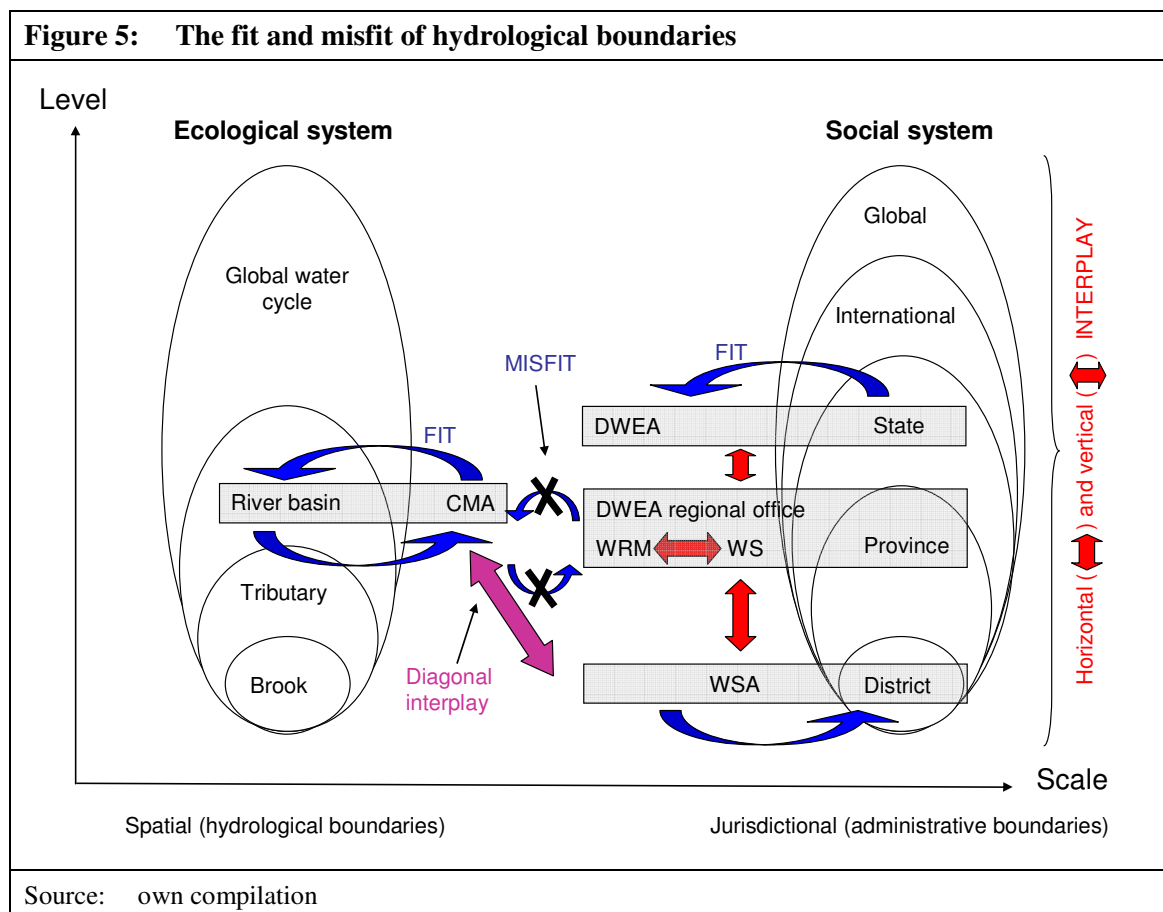 Figure 5: The fit and misfit of hydrological boundaries
Level
Ecological system
Social system
Global
Global water
cycle
International
MISFIT
FIT
DWEA
State
FIT
River basin
CMA
DWEA regional office
WRM
WS
Province
Tributary
Brook
Diagonal
interplay
WSA
District
Horizontal ( ) and vertical ( ) INTERPLAY
Scale
Spatial (hydrological boundaries)
Jurisdictional (administrative boundaries)
Source: own compilation